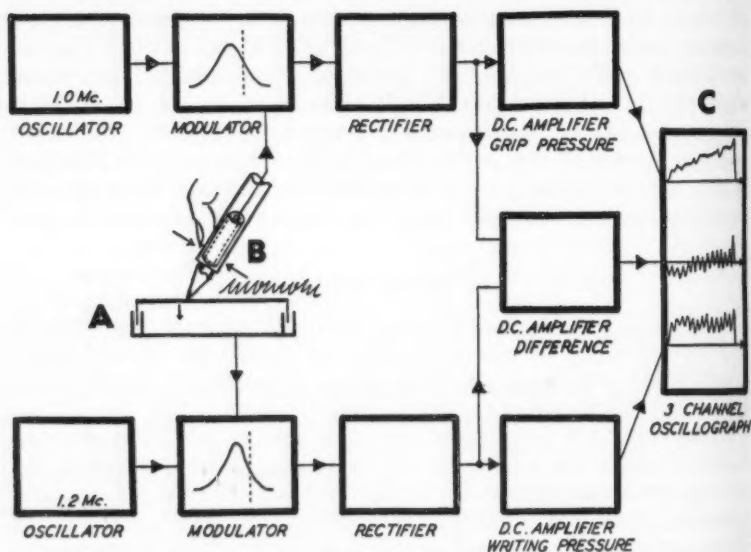 1.0 Mc.
OSCILLATOR
MODULATOR
RECTIFIER
D.C. AMPLIFIER
GRIP PRESSURE
C
B
A
D.C. AMPLIFIER
DIFFERENCE
3 CHANNEL
OSCILLOGRAPH
1.2 Mc.
OSCILLATOR
MODULATOR
RECTIFIER
D.C. AMPLIFIER
WRITING PRESSURE